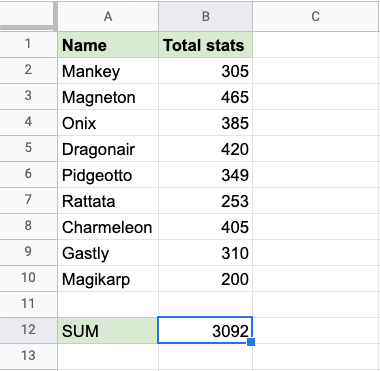 A B C
1 Name Total stats
2 Mankey 305
3 Magneton 465
4 Onix 385
5 Dragonair 420
6 Pidgeotto 349
7 Rattata 253
8 Charmeleon 405
9 Gastly 310
10 Magikarp 200
11
12 SUM 3092
13